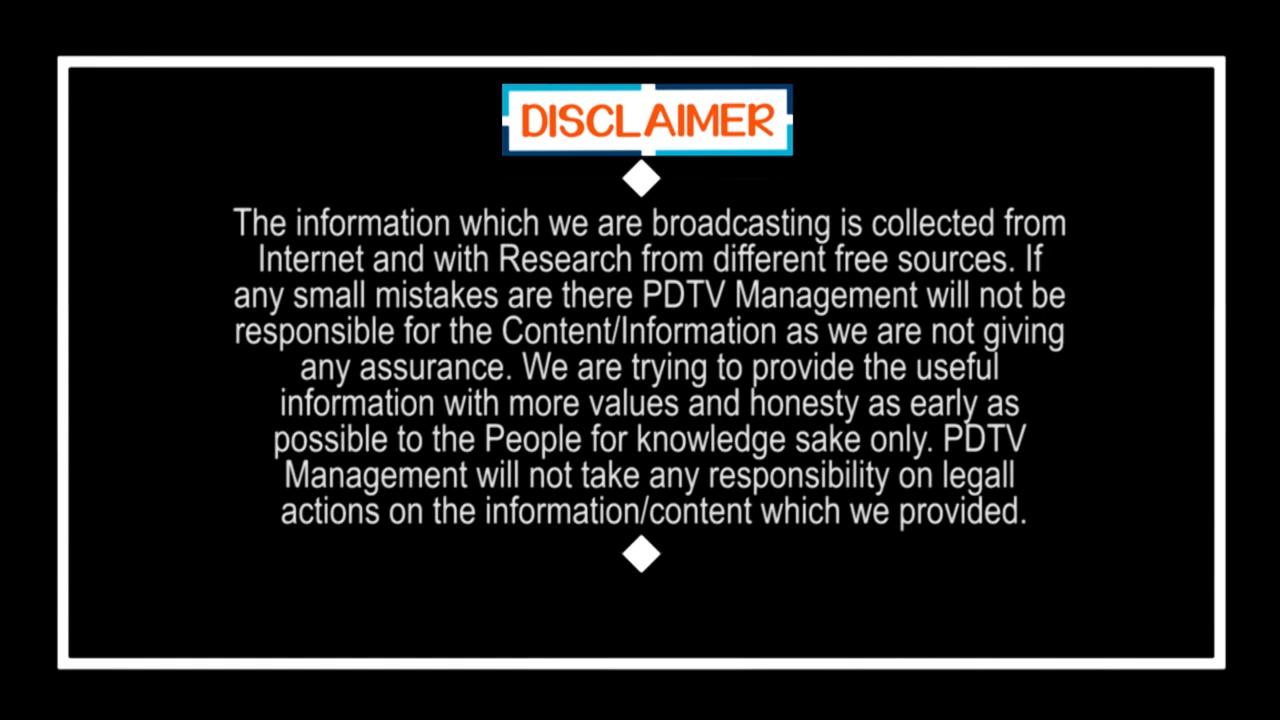 DISCLAIMER
The information which we are broadcasting is collected from
Internet and with Research from different free sources. If
any small mistakes are there PDTV Management will not be
responsible for the Content/Information as we are not giving
any assurance. We are trying to provide the useful
information with more values and honesty as early as
possible to the People for knowledge sake only. PDTV
Management will not take any responsibility on legall
actions on the information/content which we provided.